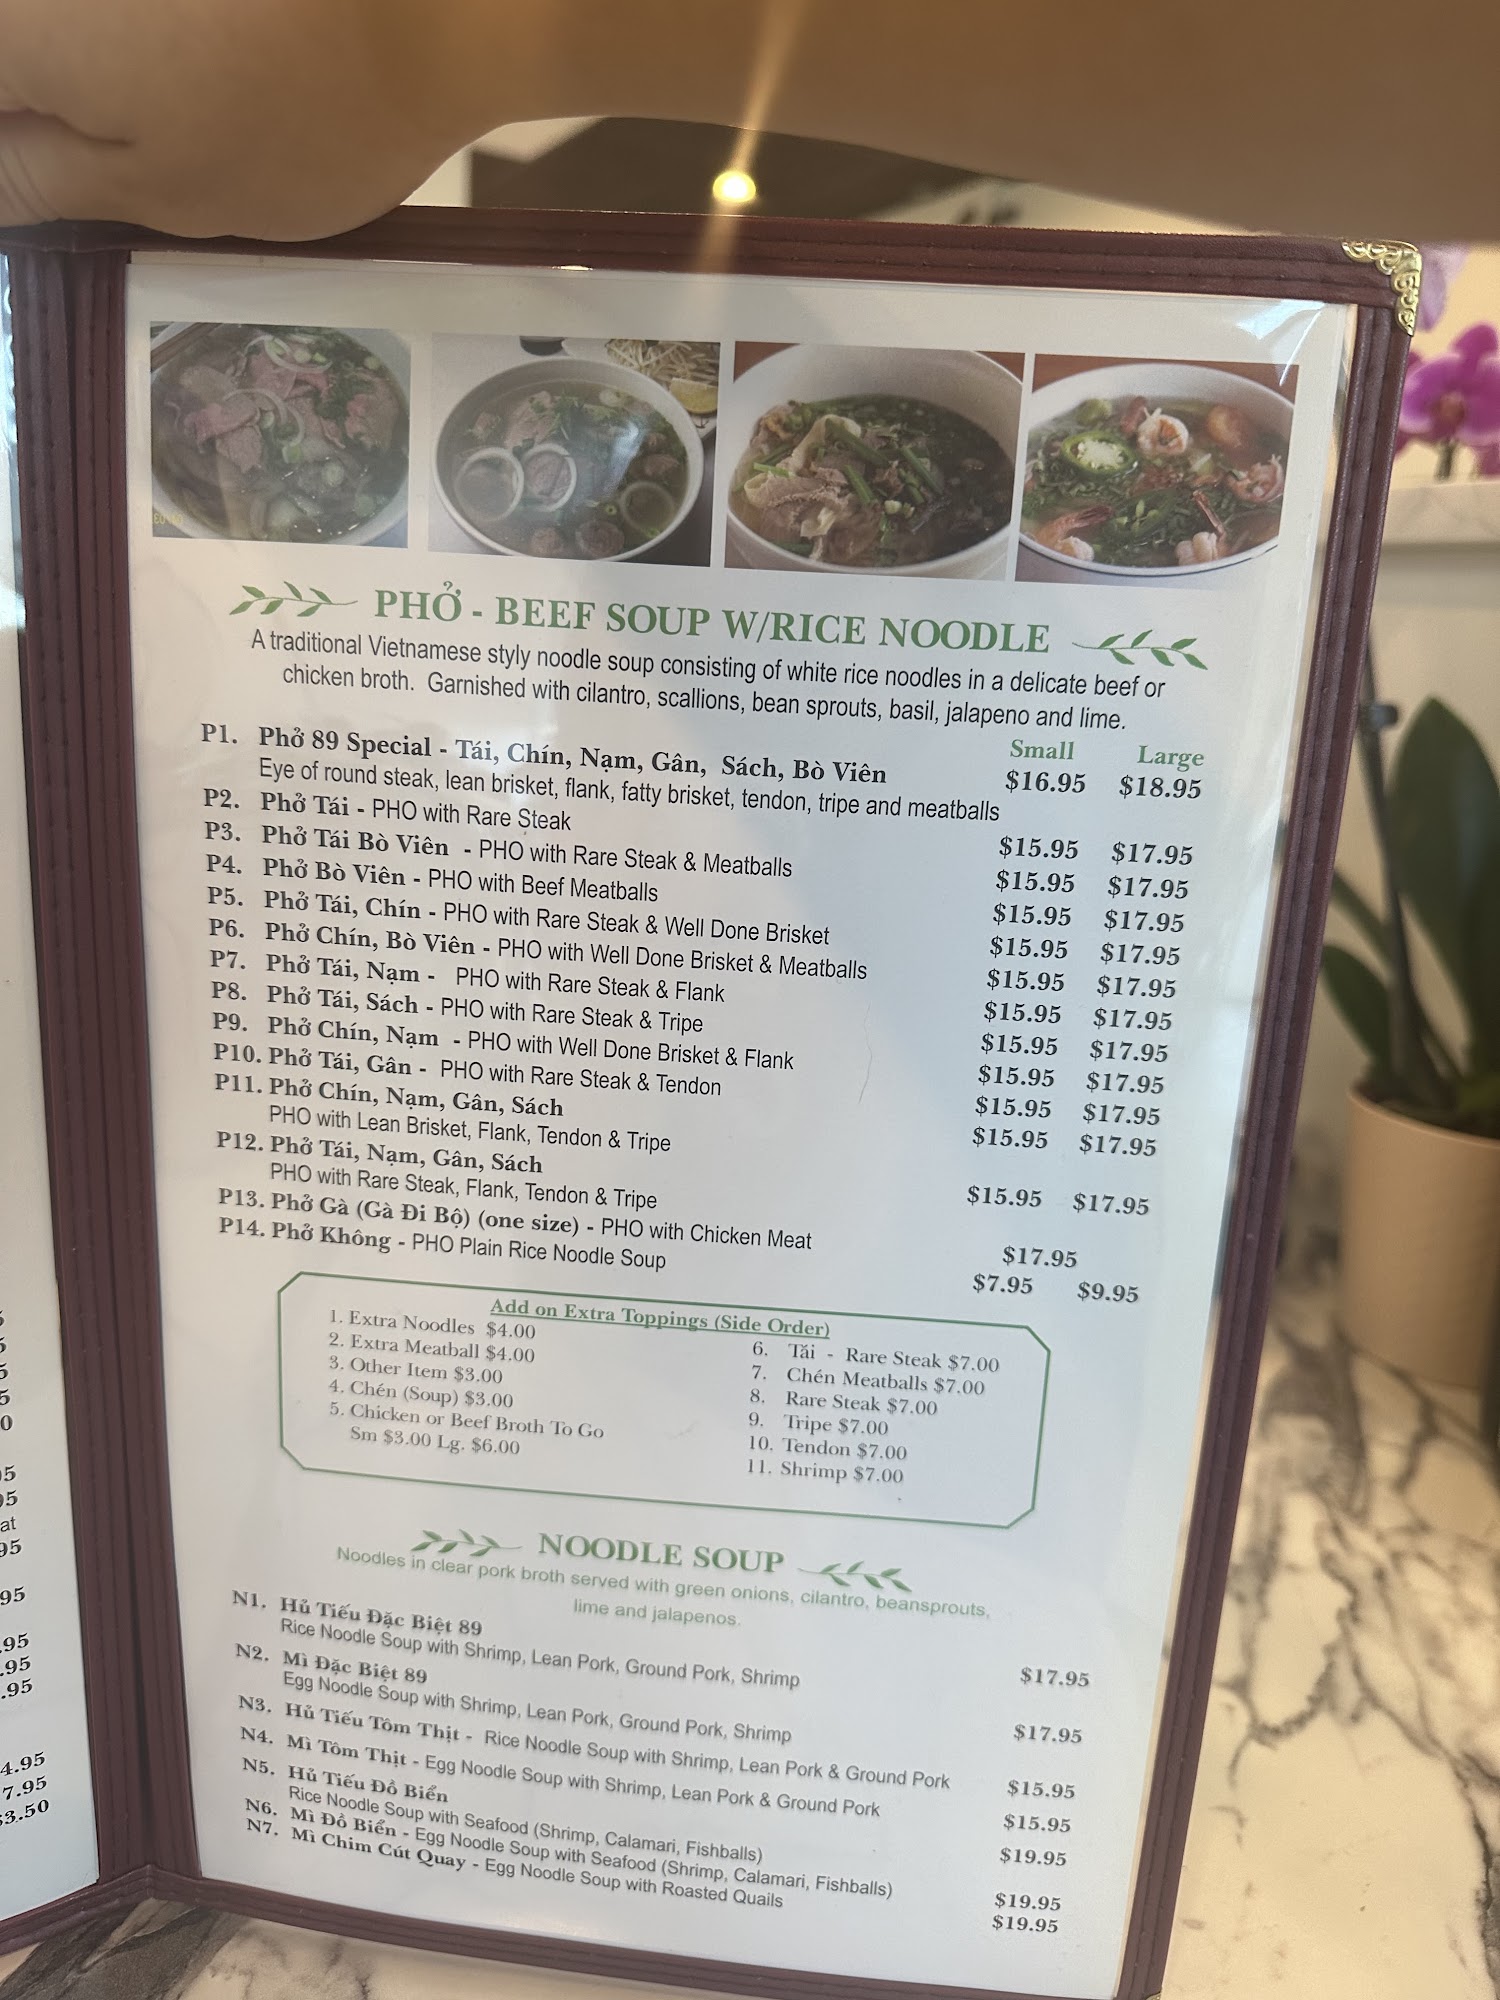 PHỞ - BEEF SOUP W/RICE NOODLE
A traditional Vietnamese styly noodle soup consisting of white rice noodles in a delicate beef or
chicken broth. Garnished with cilantro, scallions, bean sprouts, basil, jalapeno and lime.
Small Large
P1. Phở 89 Special - Tái, Chín, Nạm, Gân, Sách, Bò Viên $16.95 $18.95
Eye of round steak, lean brisket, flank, fatty brisket, tendon, tripe and meatballs
P2. Phở Tái - PHO with Rare Steak $15.95 $17.95
P3. Phở Tái Bò Viên - PHO with Rare Steak & Meatballs $15.95 $17.95
P4. Phở Bò Viên - PHO with Beef Meatballs $15.95 $17.95
P5. Phở Tái, Chín - PHO with Rare Steak & Well Done Brisket $15.95 $17.95
P6. Phở Chín, Bò Viên - PHO with Well Done Brisket & Meatballs $15.95 $17.95
P7. Phở Tái, Nạm - PHO with Rare Steak & Flank $15.95 $17.95
P8. Phở Tái, Sách - PHO with Rare Steak & Tripe $15.95 $17.95
P9. Phở Chín, Nạm - PHO with Well Done Brisket & Flank $15.95 $17.95
P10. Phở Tái, Gân - PHO with Rare Steak & Tendon $15.95 $17.95
P11. Phở Chín, Nạm, Gân, Sách $15.95 $17.95
PHO with Lean Brisket, Flank, Tendon & Tripe
P12. Phở Tái, Nạm, Gân, Sách
PHO with Rare Steak, Flank, Tendon & Tripe $15.95 $17.95
P13. Phở Gà (Gà Đi Bộ) (one size) - PHO with Chicken Meat $17.95
P14. Phở Không - PHO Plain Rice Noodle Soup $7.95 $9.95
Add on Extra Toppings (Side Order)
1. Extra Noodles $4.00
2. Extra Meatball $4.00
3. Other Item $3.00
4. Chén (Soup) $3.00
5. Chicken or Beef Broth To Go
Sm $3.00 Lg. $6.00
6. Tái - Rare Steak $7.00
7. Chén Meatballs $7.00
8. Rare Steak $7.00
9. Tripe $7.00
10. Tendon $7.00
11. Shrimp $7.00
NOODLE SOUP
Noodles in clear pork broth served with green onions, cilantro, beansprouts,
lime and jalapenos.
N1. Hủ Tiếu Đặc Biệt 89
Rice Noodle Soup with Shrimp, Lean Pork, Ground Pork, Shrimp $17.95
N2. Mì Đặc Biệt 89
Egg Noodle Soup with Shrimp, Lean Pork, Ground Pork, Shrimp $17.95
N3. Hủ Tiếu Tôm Thịt - Rice Noodle Soup with Shrimp, Lean Pork & Ground Pork $15.95
N4. Mì Tôm Thịt - Egg Noodle Soup with Shrimp, Lean Pork & Ground Pork $15.95
N5. Hủ Tiếu Đồ Biển
Rice Noodle Soup with Seafood (Shrimp, Calamari, Fishballs) $19.95
N6. Mì Đồ Biển - Egg Noodle Soup with Seafood (Shrimp, Calamari, Fishballs) $19.95
N7. Mì Chim Cút Quay - Egg Noodle Soup with Roasted Quails $19.95